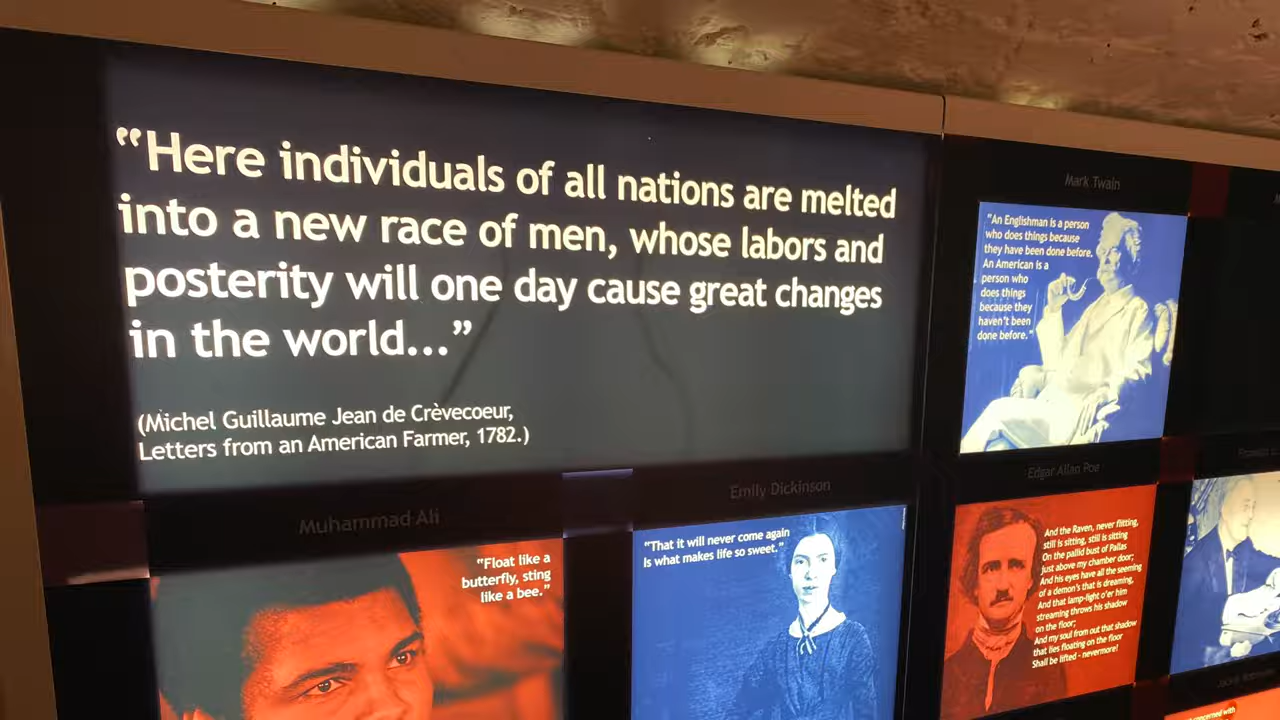 “Here individuals of all nations are melted
into a new race of men, whose labors and
posterity will one day cause great changes
in the world...”
(Michel Guillaume Jean de Crèvecoeur,
Letters from an American Farmer, 1782.)
Mark Twain
"An Englishman is a person
who does things because
they have been done before.
An American is a
person who
does things
because they
haven't been
done before."
Muhammad Ali
"Float like a
butterfly, sting
like a bee."
Emily Dickinson
"That it will never come again
Is what makes life so sweet."
Edgar Allan Poe
And the Raven, never flitting,
still is sitting, still is sitting
On the pallid bust of Pallas
just above my chamber door;
And his eyes have all the seeming
of a demon's that is dreaming,
And that lamp-light o'er him
streaming throws his shadow
on the floor;
And my soul from out that shadow
that lies floating on the floor
Shall be lifted - nevermore!
concerned with